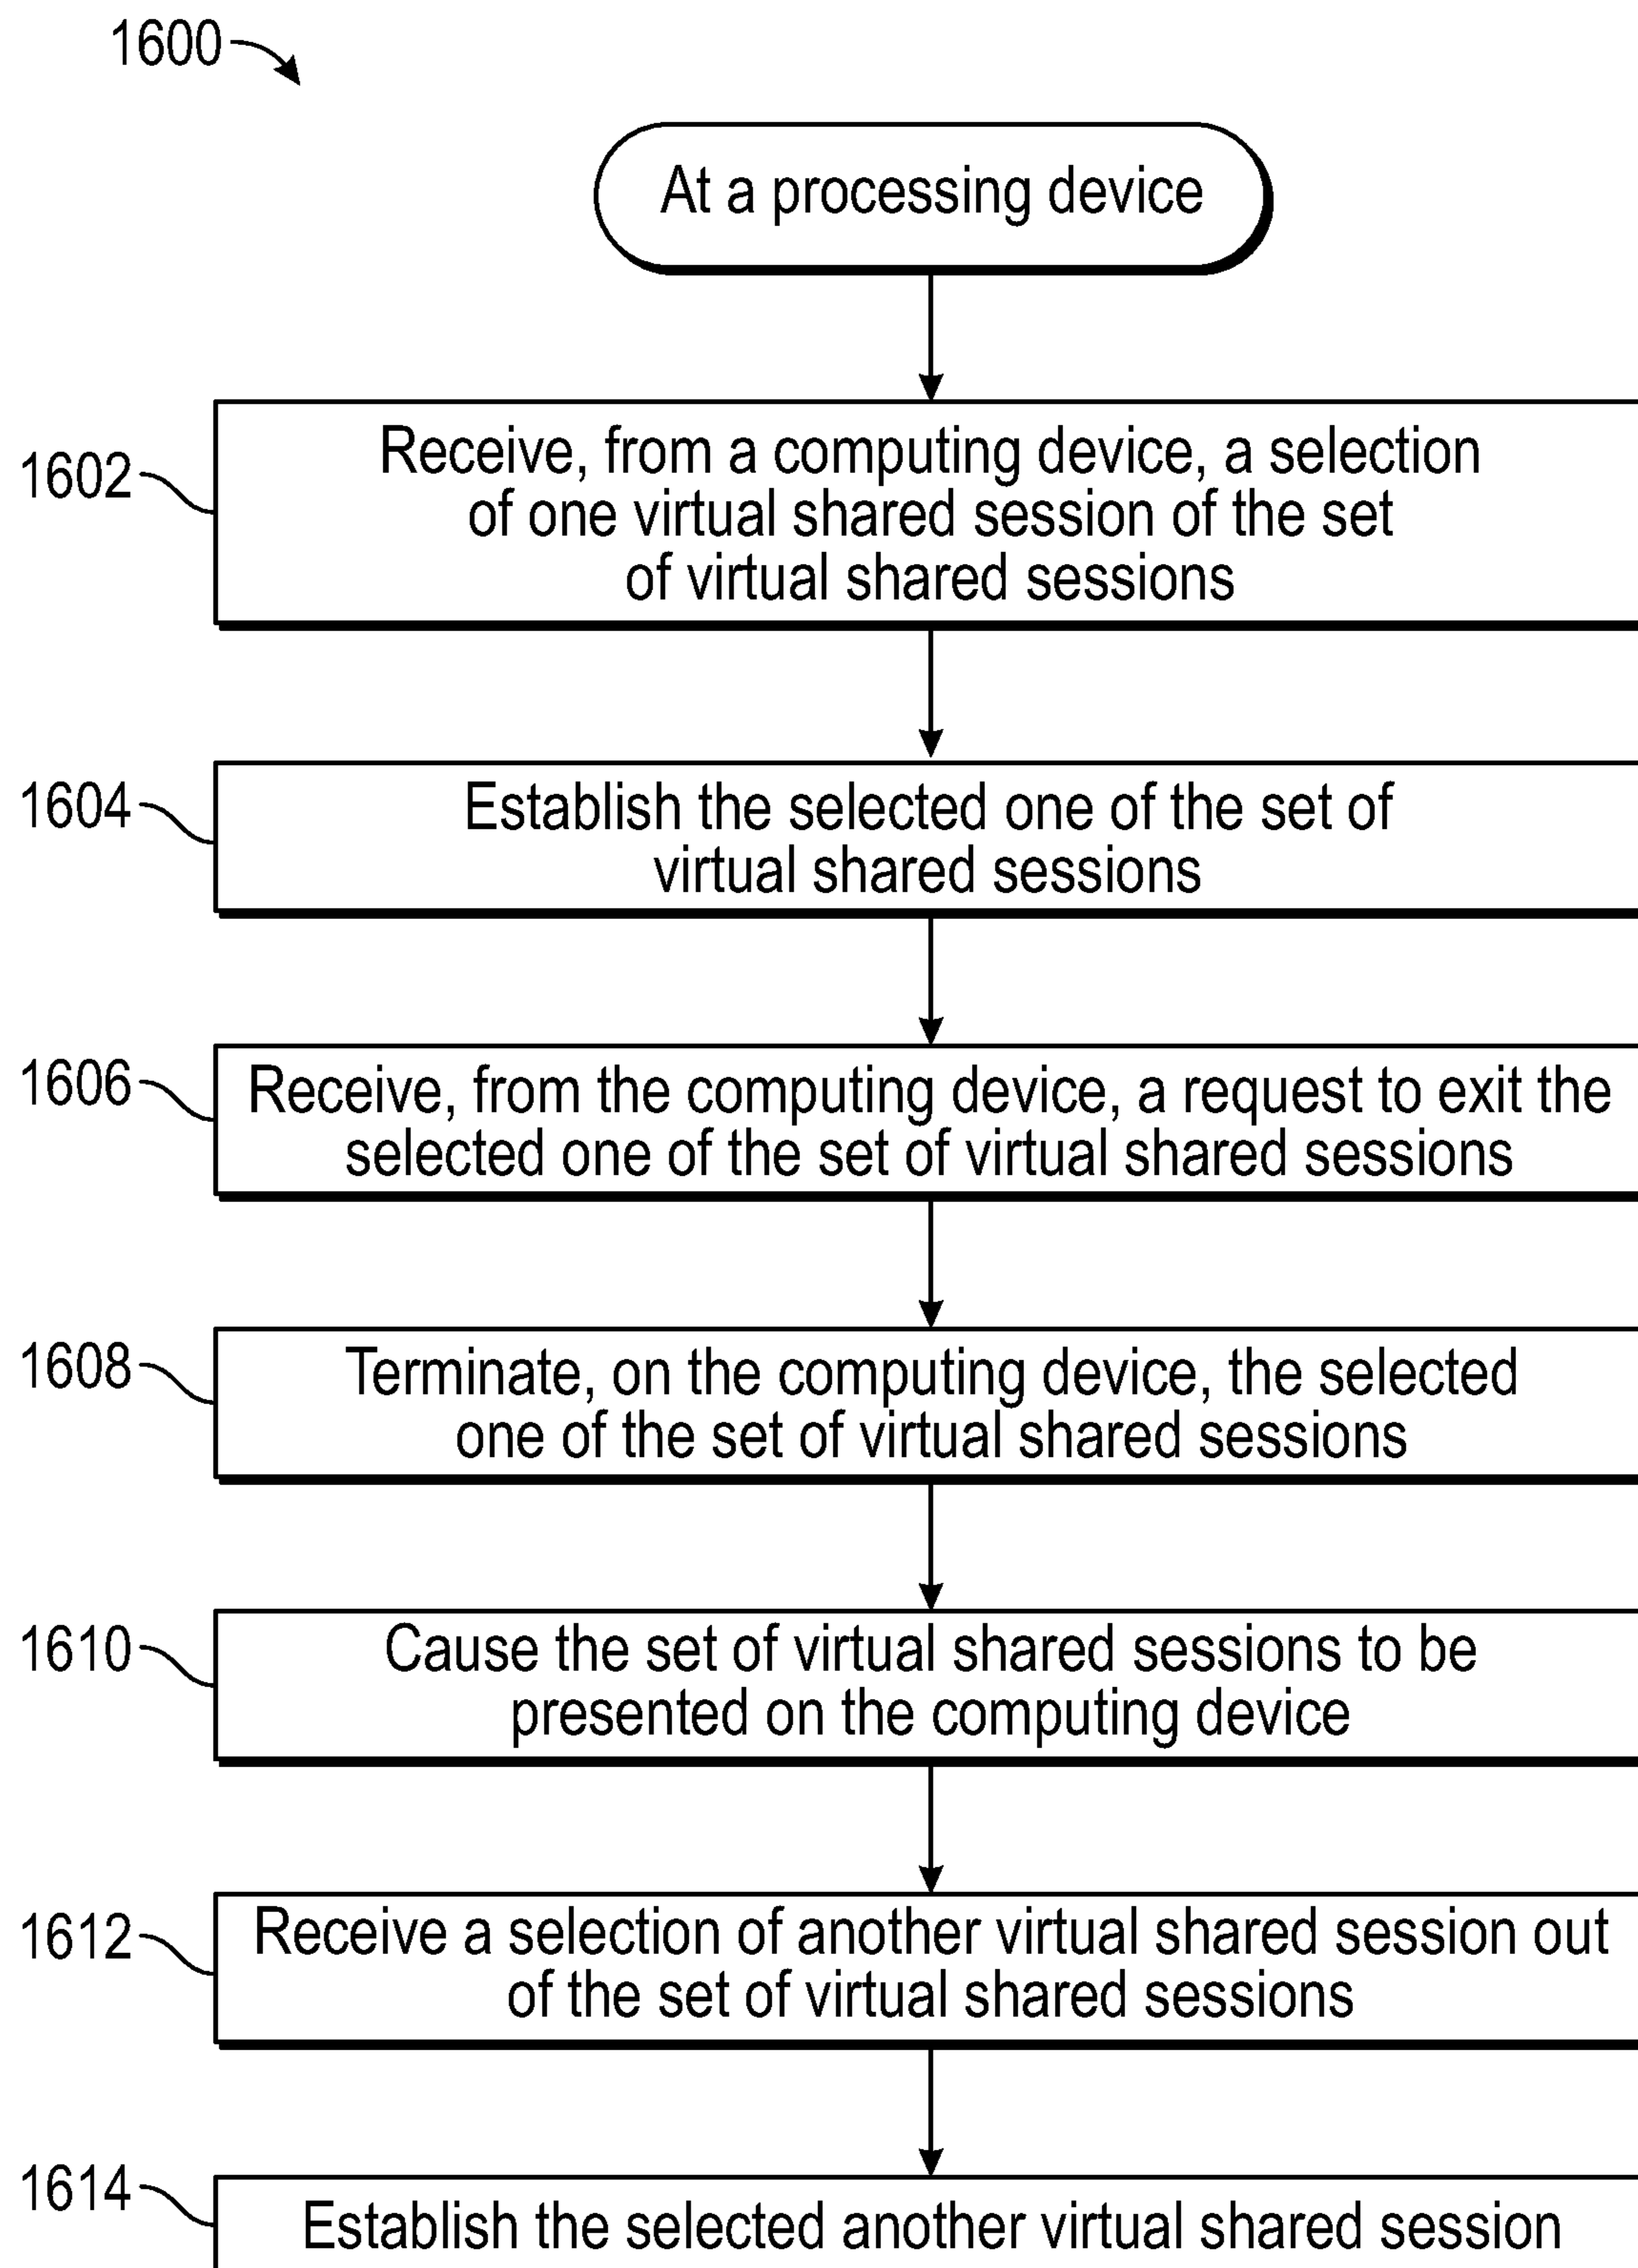 1600
At a processing device
1602
Receive, from a computing device, a selection
of one virtual shared session of the set
of virtual shared sessions
1604
Establish the selected one of the set of
virtual shared sessions
1606
Receive, from the computing device, a request to exit the
selected one of the set of virtual shared sessions
1608
Terminate, on the computing device, the selected
one of the set of virtual shared sessions
1610
Cause the set of virtual shared sessions to be
presented on the computing device
1612
Receive a selection of another virtual shared session out
of the set of virtual shared sessions
1614
Establish the selected another virtual shared session